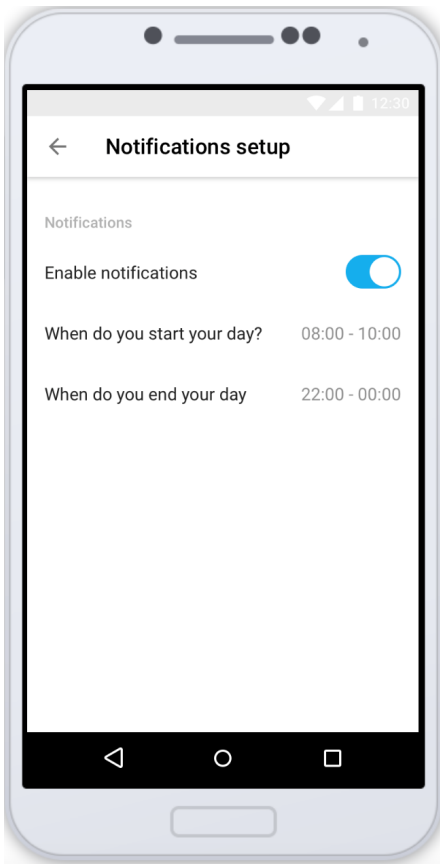 12:30
Notifications setup
Notifications
Enable notifications
When do you start your day? 08:00 - 10:00
When do you end your day 22:00 - 00:00